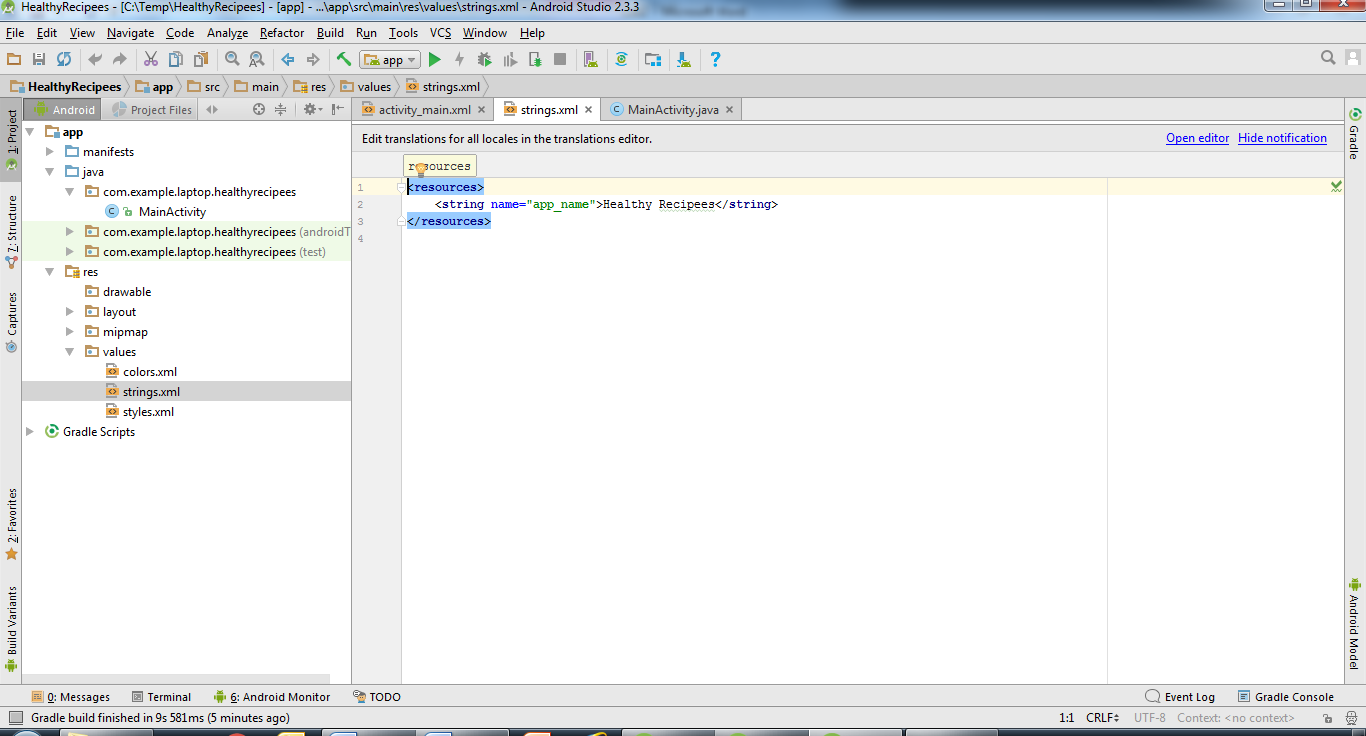 HealthyRecipees - [C:\Temp\HealthyRecipees] - [app] - ...\app\src\main\res\values\strings.xml - Android Studio 2.3.3
File Edit View Navigate Code Analyze Refactor Build Run Tools VCS Window Help
app
HealthyRecipees app src main res values strings.xml
Android Project Files
activity_main.xml strings.xml MainActivity.java
1: Project
7: Structure
Captures
2: Favorites
Build Variants
app
manifests
java
com.example.laptop.healthyrecipees
MainActivity
com.example.laptop.healthyrecipees (androidT
com.example.laptop.healthyrecipees (test)
res
drawable
layout
mipmap
values
colors.xml
strings.xml
styles.xml
Gradle Scripts
Edit translations for all locales in the translations editor. Open editor Hide notification
resources
1 <resources>
2 <string name="app_name">Healthy Recipees</string>
3 </resources>
4
Gradle
Android Model
0: Messages Terminal 6: Android Monitor TODO Event Log Gradle Console
Gradle build finished in 9s 581ms (5 minutes ago) 1:1 CRLF UTF-8 Context: <no context>